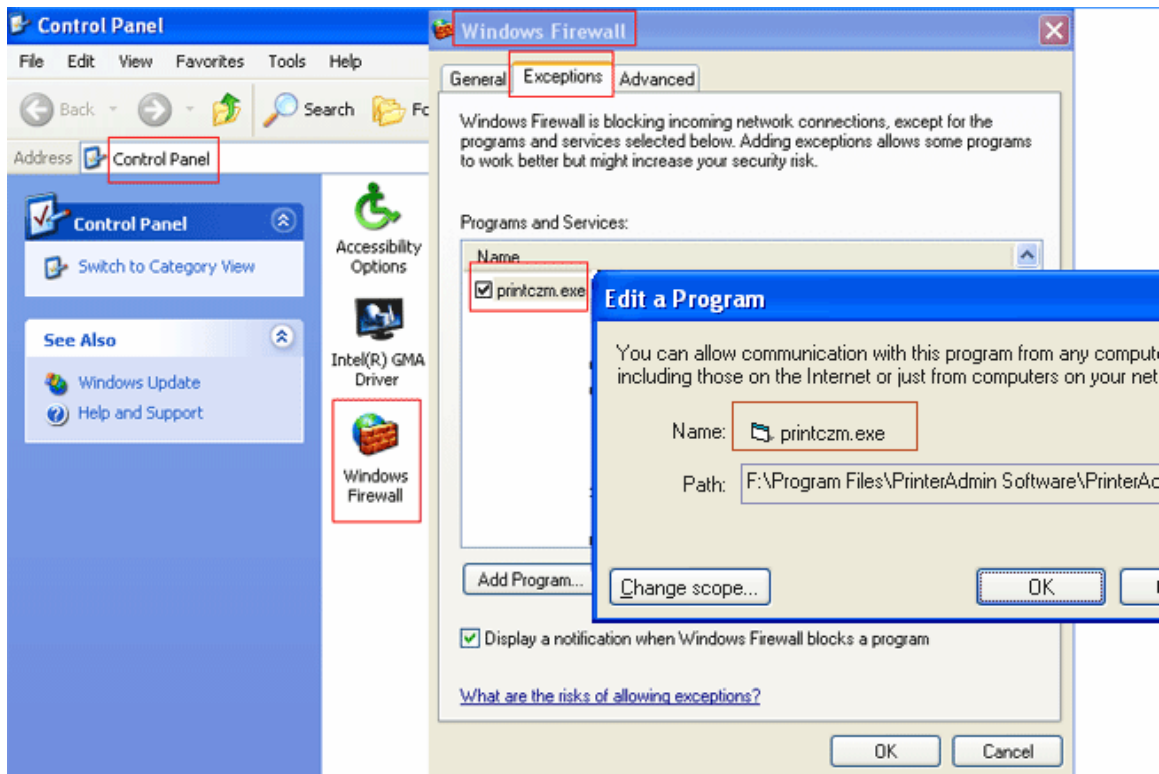 Control Panel
File Edit View Favorites Tools Help
Back Search
Address Control Panel
Control Panel
Switch to Category View
See Also
Windows Update
Help and Support
Accessibility
Options
Intel(R) GMA
Driver
Windows
Firewall
Windows Firewall
General Exceptions Advanced
Windows Firewall is blocking incoming network connections, except for the
programs and services selected below. Adding exceptions allows some programs
to work better but might increase your security risk.
Programs and Services:
Name
printczm.exe
Add Program...
Display a notification when Windows Firewall blocks a program
What are the risks of allowing exceptions?
OK Cancel
Edit a Program
You can allow communication with this program from any
including those on the Internet or just from computers on your
Name: printczm.exe
Path: F:\Program Files\PrinterAdmin Software\
Change scope... OK